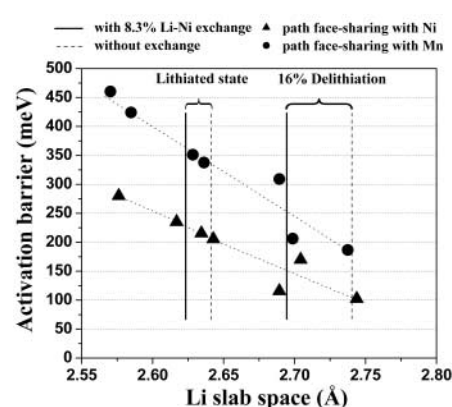 with 8.3% Li-Ni exchange ▲ path face-sharing with Ni
without exchange ● path face-sharing with Mn
500
450
400
350
300
250
200
150
100
50
0
Lithiated state
16% Delithiation
Activation barrier (meV)
2.55
2.60
2.65
2.70
2.75
2.80
Li slab space (Å)